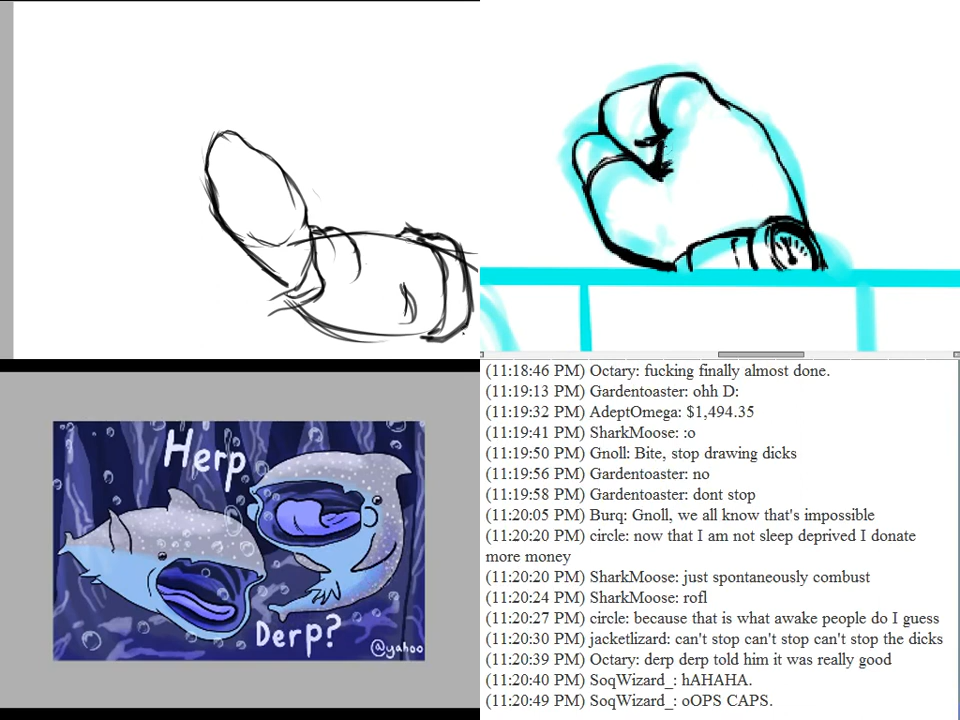 Herp
Derp?
@yahoo
(11:18:46 PM) Octary: fucking finally almost done.
(11:19:13 PM) Gardentoaster: ohh D:
(11:19:32 PM) AdeptOmega: $1,494.35
(11:19:41 PM) SharkMoose: :o
(11:19:50 PM) Gnoll: Bite, stop drawing dicks
(11:19:56 PM) Gardentoaster: no
(11:19:58 PM) Gardentoaster: dont stop
(11:20:05 PM) Burq: Gnoll, we all know that's impossible
(11:20:20 PM) circle: now that I am not sleep deprived I donate
more money
(11:20:20 PM) SharkMoose: just spontaneously combust
(11:20:24 PM) SharkMoose: rofl
(11:20:27 PM) circle: because that is what awake people do I guess
(11:20:30 PM) jacketlizard: can't stop can't stop can't stop the dicks
(11:20:39 PM) Octary: derp derp told him it was really good
(11:20:40 PM) SoqWizard_: hAHAHA.
(11:20:49 PM) SoqWizard_: oOPS CAPS.